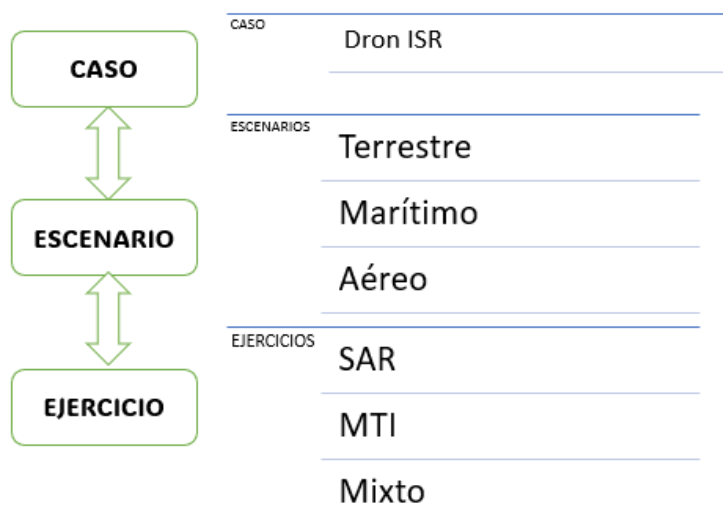 CASO
ESCENARIO
EJERCICIO
CASO
Dron ISR
ESCENARIOS
Terrestre
Marítimo
Aéreo
EJERCICIOS
SAR
MTI
Mixto